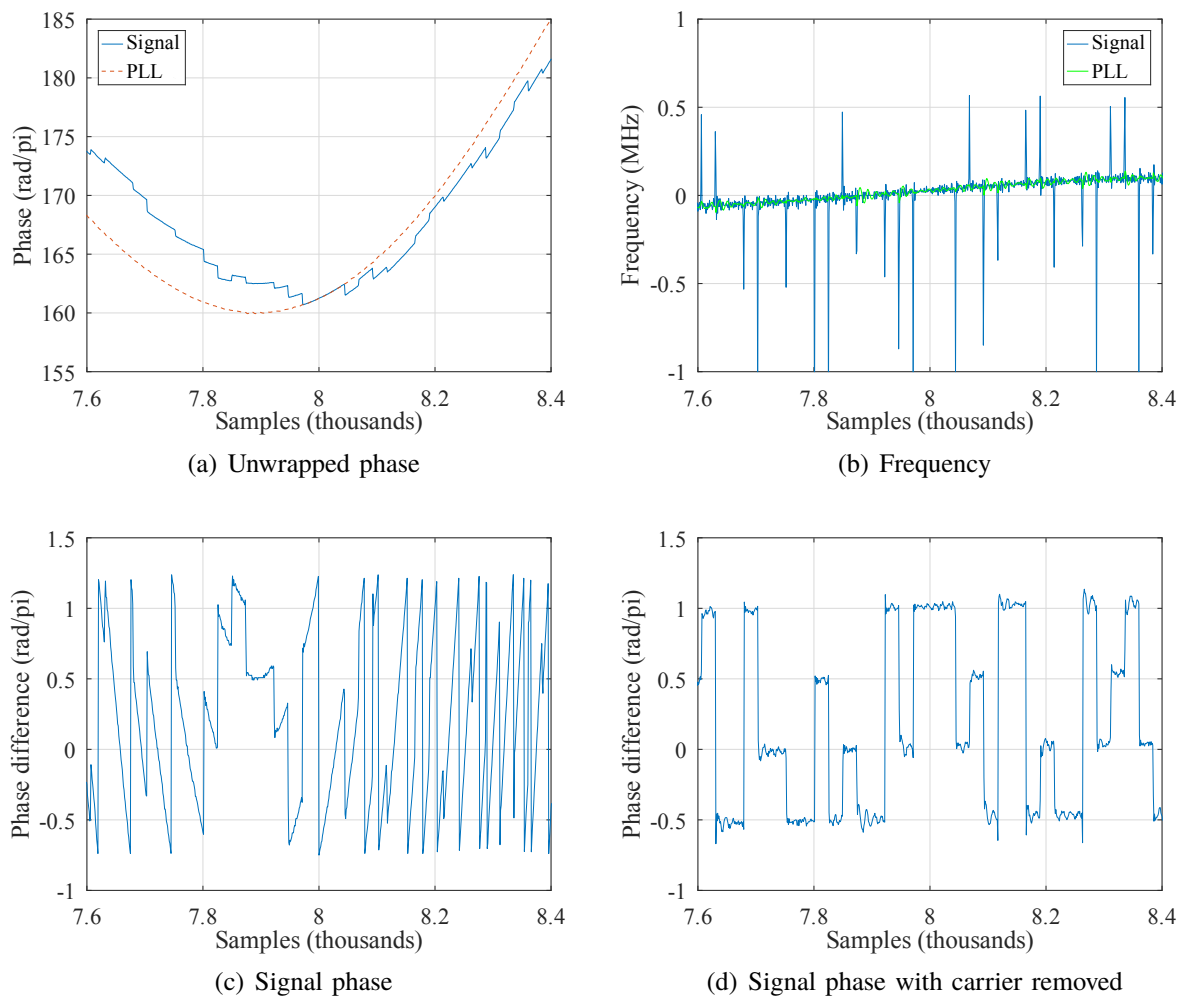 185
180
175
170
165
160
155
Phase (rad/pi)
Signal
PLL
7.6 7.8 8 8.2 8.4
Samples (thousands)
(a) Unwrapped phase
1
0.5
0
-0.5
-1
Frequency (MHz)
Signal
PLL
7.6 7.8 8 8.2 8.4
Samples (thousands)
(b) Frequency
1.5
1
0.5
0
-0.5
-1
Phase difference (rad/pi)
7.6 7.8 8 8.2 8.4
Samples (thousands)
(c) Signal phase
1.5
1
0.5
0
-0.5
-1
Phase difference (rad/pi)
7.6 7.8 8 8.2 8.4
Samples (thousands)
(d) Signal phase with carrier removed